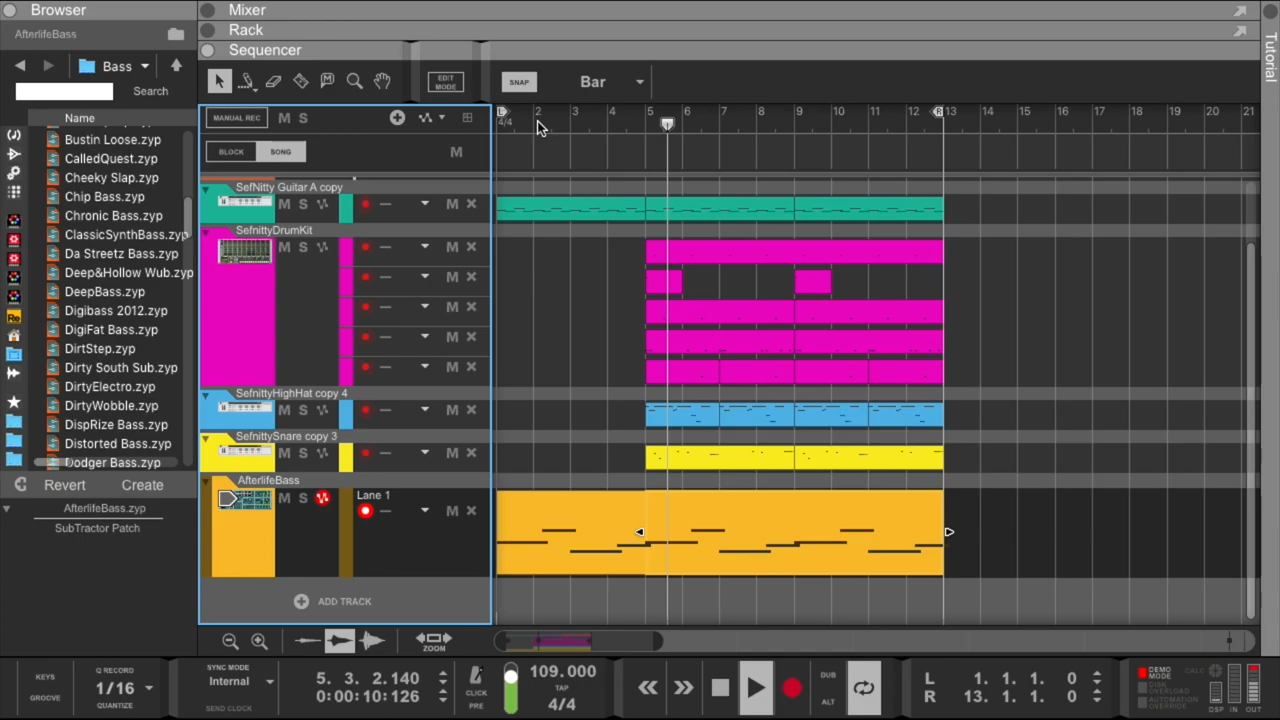 Browser
Mixer
AfterlifeBass
Rack
Sequencer
Tutorial
Bass
EDIT MODE
SNAP
Bar
Search
Name
MANUAL REC
M S
2 3 4 5 6 7 8 9 10 11 12 13 14 15 16 17 18 19 20 21
4/4
BLOCK
SONG
M
Bustin Loose.zyp
CalledQuest.zyp
Cheeky Slap.zyp
Chip Bass.zyp
Chronic Bass.zyp
ClassicSynthBass.zyp
Da Streetz Bass.zyp
Deep&Hollow Wub.zyp
DeepBass.zyp
Digibass 2012.zyp
DigiFat Bass.zyp
DirtStep.zyp
Dirty South Sub.zyp
DirtyElectro.zyp
DirtyWobble.zyp
DispRize Bass.zyp
Distorted Bass.zyp
Dodger Bass.zyp
Revert
Create
AfterlifeBass.zyp
SubTractor Patch
SefNitty Guitar A copy
M S
M
SefnittyDrumKit
M S
M
M
M
M
M
SefnittyHighHat copy 4
M S
M
SefnittySnare copy 3
M S
M
AfterlifeBass
M S
Lane 1
M
ADD TRACK
ZOOM
KEYS
GROOVE
Q RECORD
1/16
QUANTIZE
SYNC MODE
Internal
SEND CLOCK
5. 3. 2.140
0:00:10:126
CLICK
PRE
109.000
TAP
4/4
DUB
ALT
L 1. 1. 1. 0
R 13. 1. 1. 0
DEMO MODE
CALC
DISK OVERLOAD
AUTOMATION OVERRIDE
DSP IN OUT